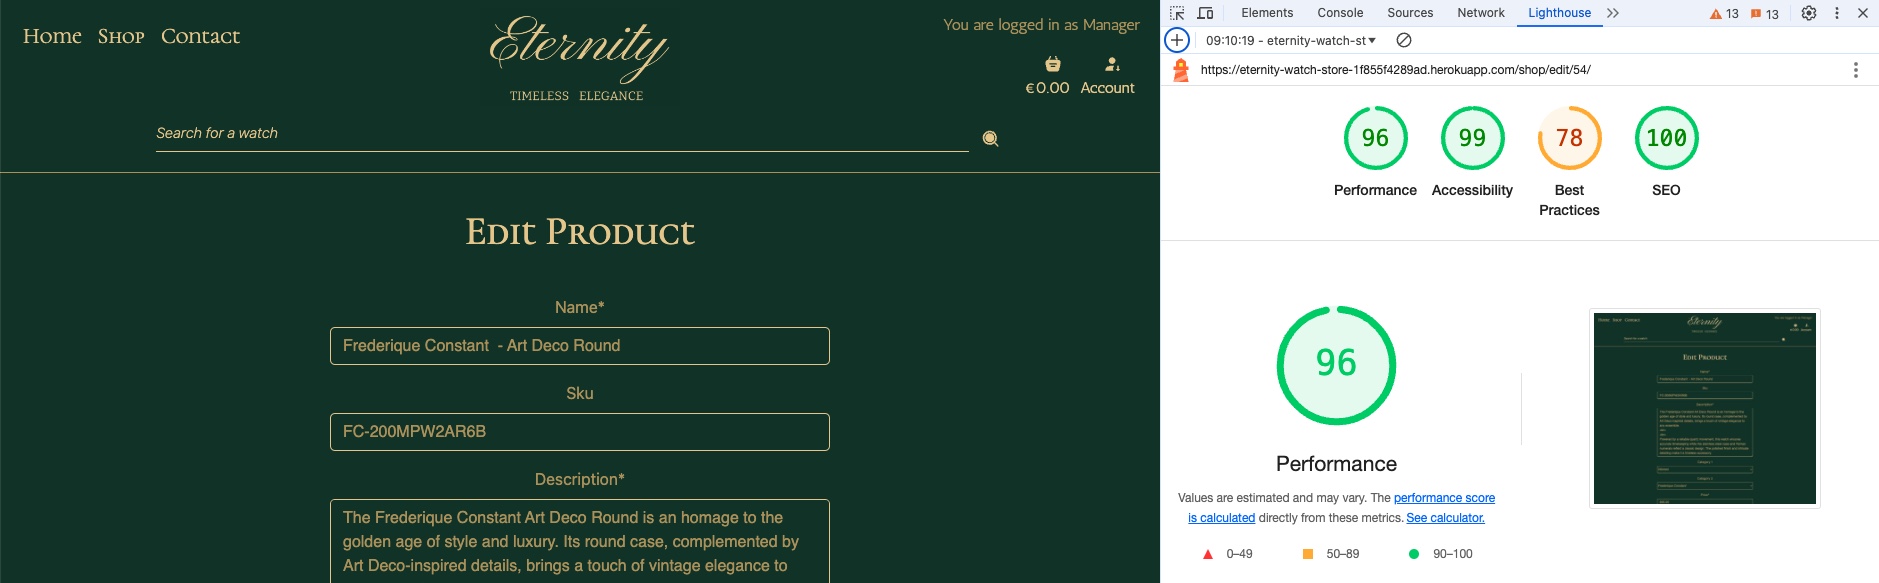 Home Shop Contact
Eternity
TIMELESS ELEGANCE
You are logged in as Manager
€0.00 Account
Search for a watch
Edit Product
Name*
Frederique Constant  - Art Deco Round
Sku
FC-200MPW2AR6B
Description*
The Frederique Constant Art Deco Round is an homage to the
golden age of style and luxury. Its round case, complemented by
Art Deco-inspired details, brings a touch of vintage elegance to
Elements Console Sources Network Lighthouse 13 13
09:10:19 - eternity-watch-st
https://eternity-watch-store-1f855f4289ad.herokuapp.com/shop/edit/54/
96 99 78 100
Performance Accessibility Best Practices SEO
96
Performance
Values are estimated and may vary. The performance score
is calculated directly from these metrics. See calculator.
0–49 50–89 90–100
Eternity
Edit Product